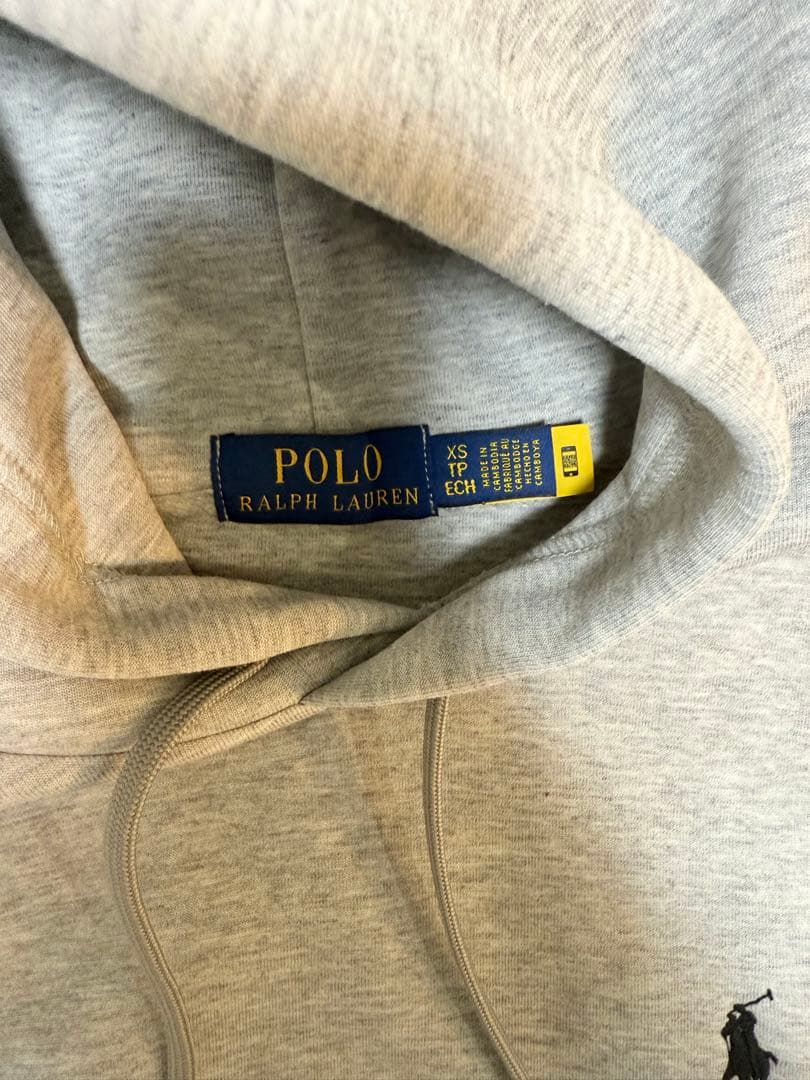 POLO
RALPH LAUREN
XS
TP
ECH
MADE IN
CAMBODIA
FABRIQUÉ AU
CAMBODGE
HECHO EN
CAMBOYA